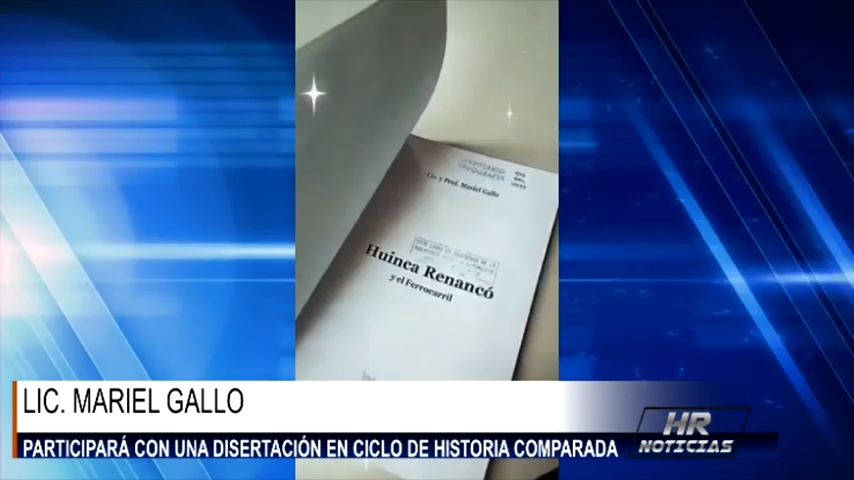 Lic. y Prof. Mariel Gallo
Huinca Renancó
y el Ferrocarril
LIC. MARIEL GALLO
PARTICIPARÁ CON UNA DISERTACIÓN EN CICLO DE HISTORIA COMPARADA
HR
NOTICIAS